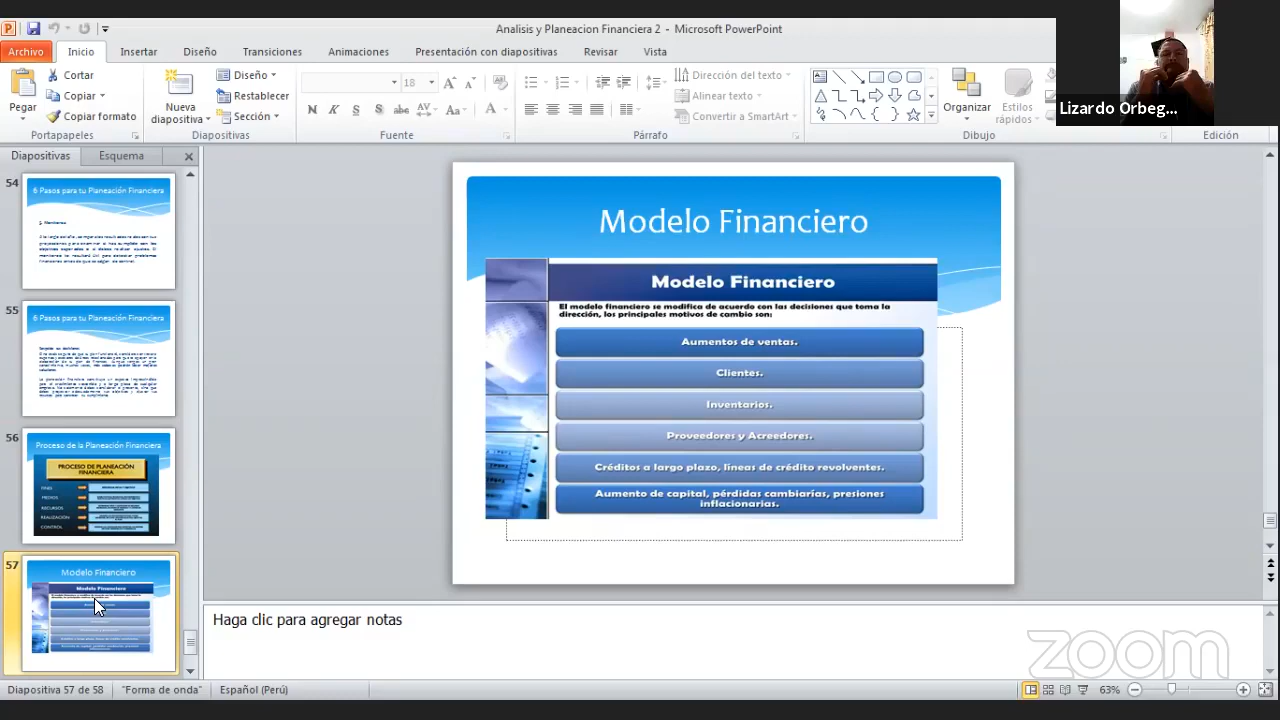 Analisis y Planeacion Financiera 2 - Microsoft PowerPoint
Archivo Inicio Insertar Diseño Transiciones Animaciones Presentación con diapositivas Revisar Vista
Pegar
Cortar
Copiar
Copiar formato
Portapapeles
Nueva diapositiva
Diseño
Restablecer
Sección
Diapositivas
18
Fuente
Dirección del texto
Alinear texto
Convertir a SmartArt
Párrafo
Organizar
Estilos rápidos
Dibujo
Edición
Lizardo Orbeg...
Diapositivas Esquema
54
6 Pasos para tu Planeación Financiera
55
6 Pasos para tu Planeación Financiera
56
Proceso de la Planeación Financiera
PROCESO DE PLANEACIÓN
FINANCIERA
FINES
MEDIOS
RECURSOS
REALIZACIÓN
CONTROL
57
Modelo Financiero
Modelo Financiero
Modelo Financiero
Modelo Financiero
El modelo financiero se modifica de acuerdo con las decisiones que toma la
dirección, los principales motivos de cambio son:
Aumentos de ventas.
Clientes.
Inventarios.
Proveedores y Acreedores.
Créditos a largo plazo, líneas de crédito revolventes.
Aumento de capital, pérdidas cambiarías, presiones
inflacionarias.
Haga clic para agregar notas
zoom
Diapositiva 57 de 58 "Forma de onda" Español (Perú) 63%